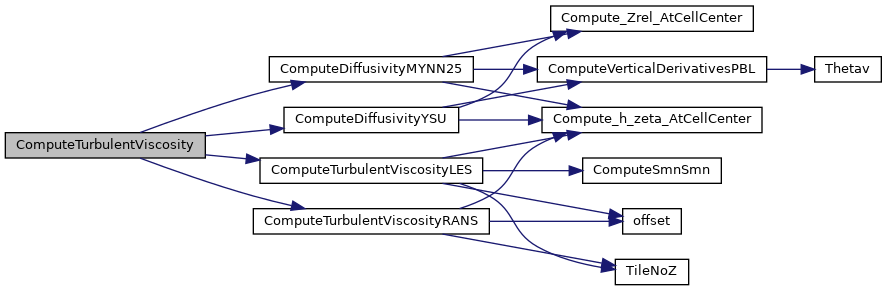 ComputeTurbulentViscosity
ComputeDiffusivityMYNN25
ComputeDiffusivityYSU
ComputeTurbulentViscosityLES
ComputeTurbulentViscosityRANS
Compute_Zrel_AtCellCenter
ComputeVerticalDerivativesPBL
Compute_h_zeta_AtCellCenter
ComputeSmnSmn
offset
TileNoZ
Thetav